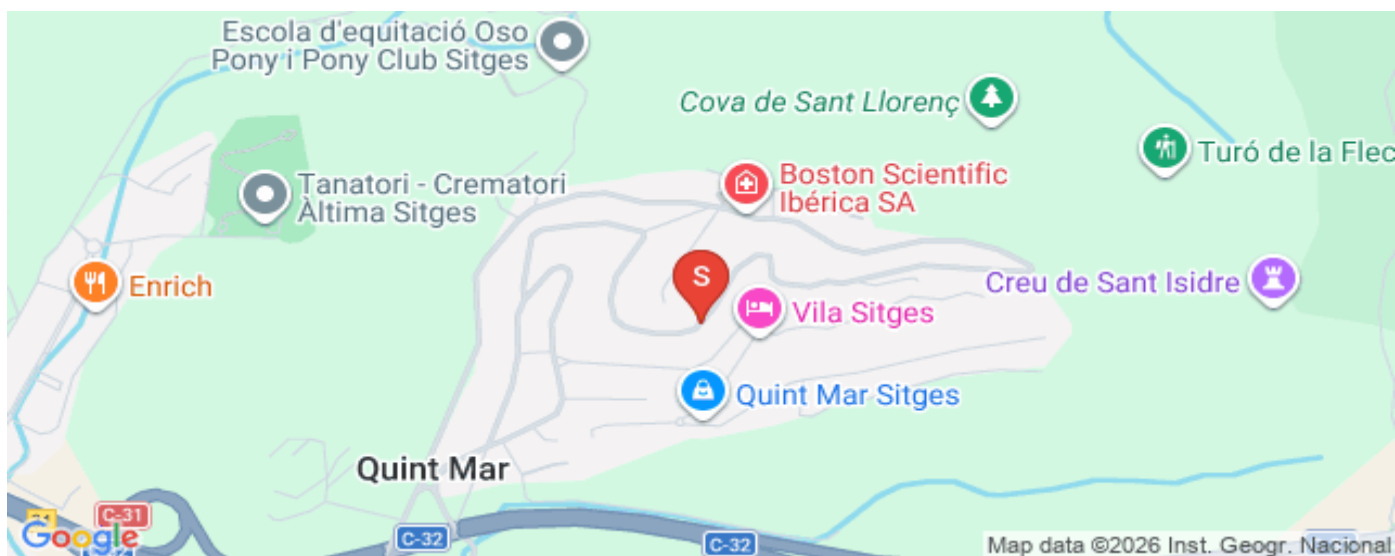 Escola d'equitació Oso
Pony i Pony Club Sitges
Cova de Sant Llorenç
Turó de la Flec
Boston Scientific
Ibérica SA
Tanatori - Crematori
Àltima Sitges
Enrich
S
Creu de Sant Isidre
Vila Sitges
Quint Mar Sitges
Quint Mar
C-31
C-32
C-32
Google
Map data ©2026 Inst. Geogr. Nacional